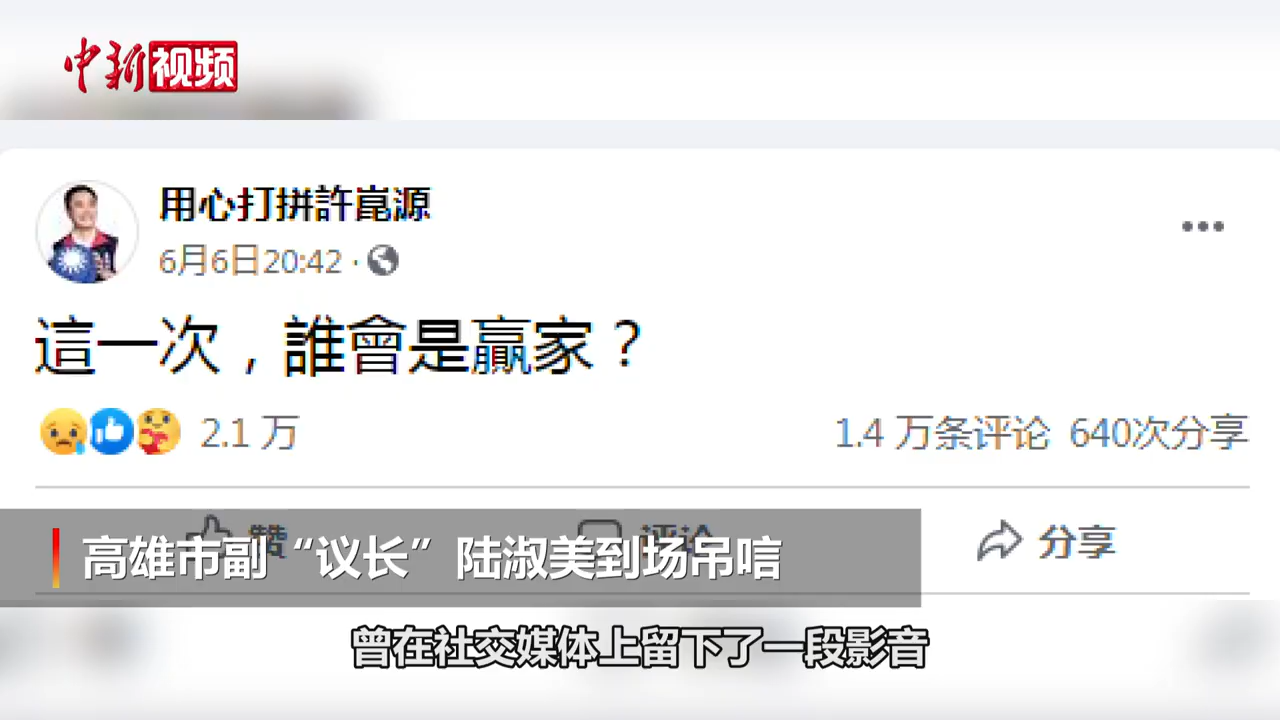 中新视频
用心打拼許崑源
6月6日20:42
這一次，誰會是贏家？
2.1 万
1.4 万条评论 640次分享
赞 评论 分享
高雄市副“议长”陆淑美到场吊唁
曾在社交媒体上留下了一段影音